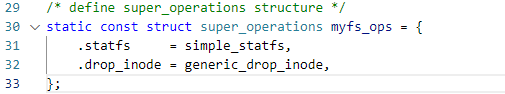 29 /* define super_operations structure */
30 static const struct super_operations myfs_ops = {
31     .statfs     = simple_statfs,
32     .drop_inode = generic_drop_inode,
33 };